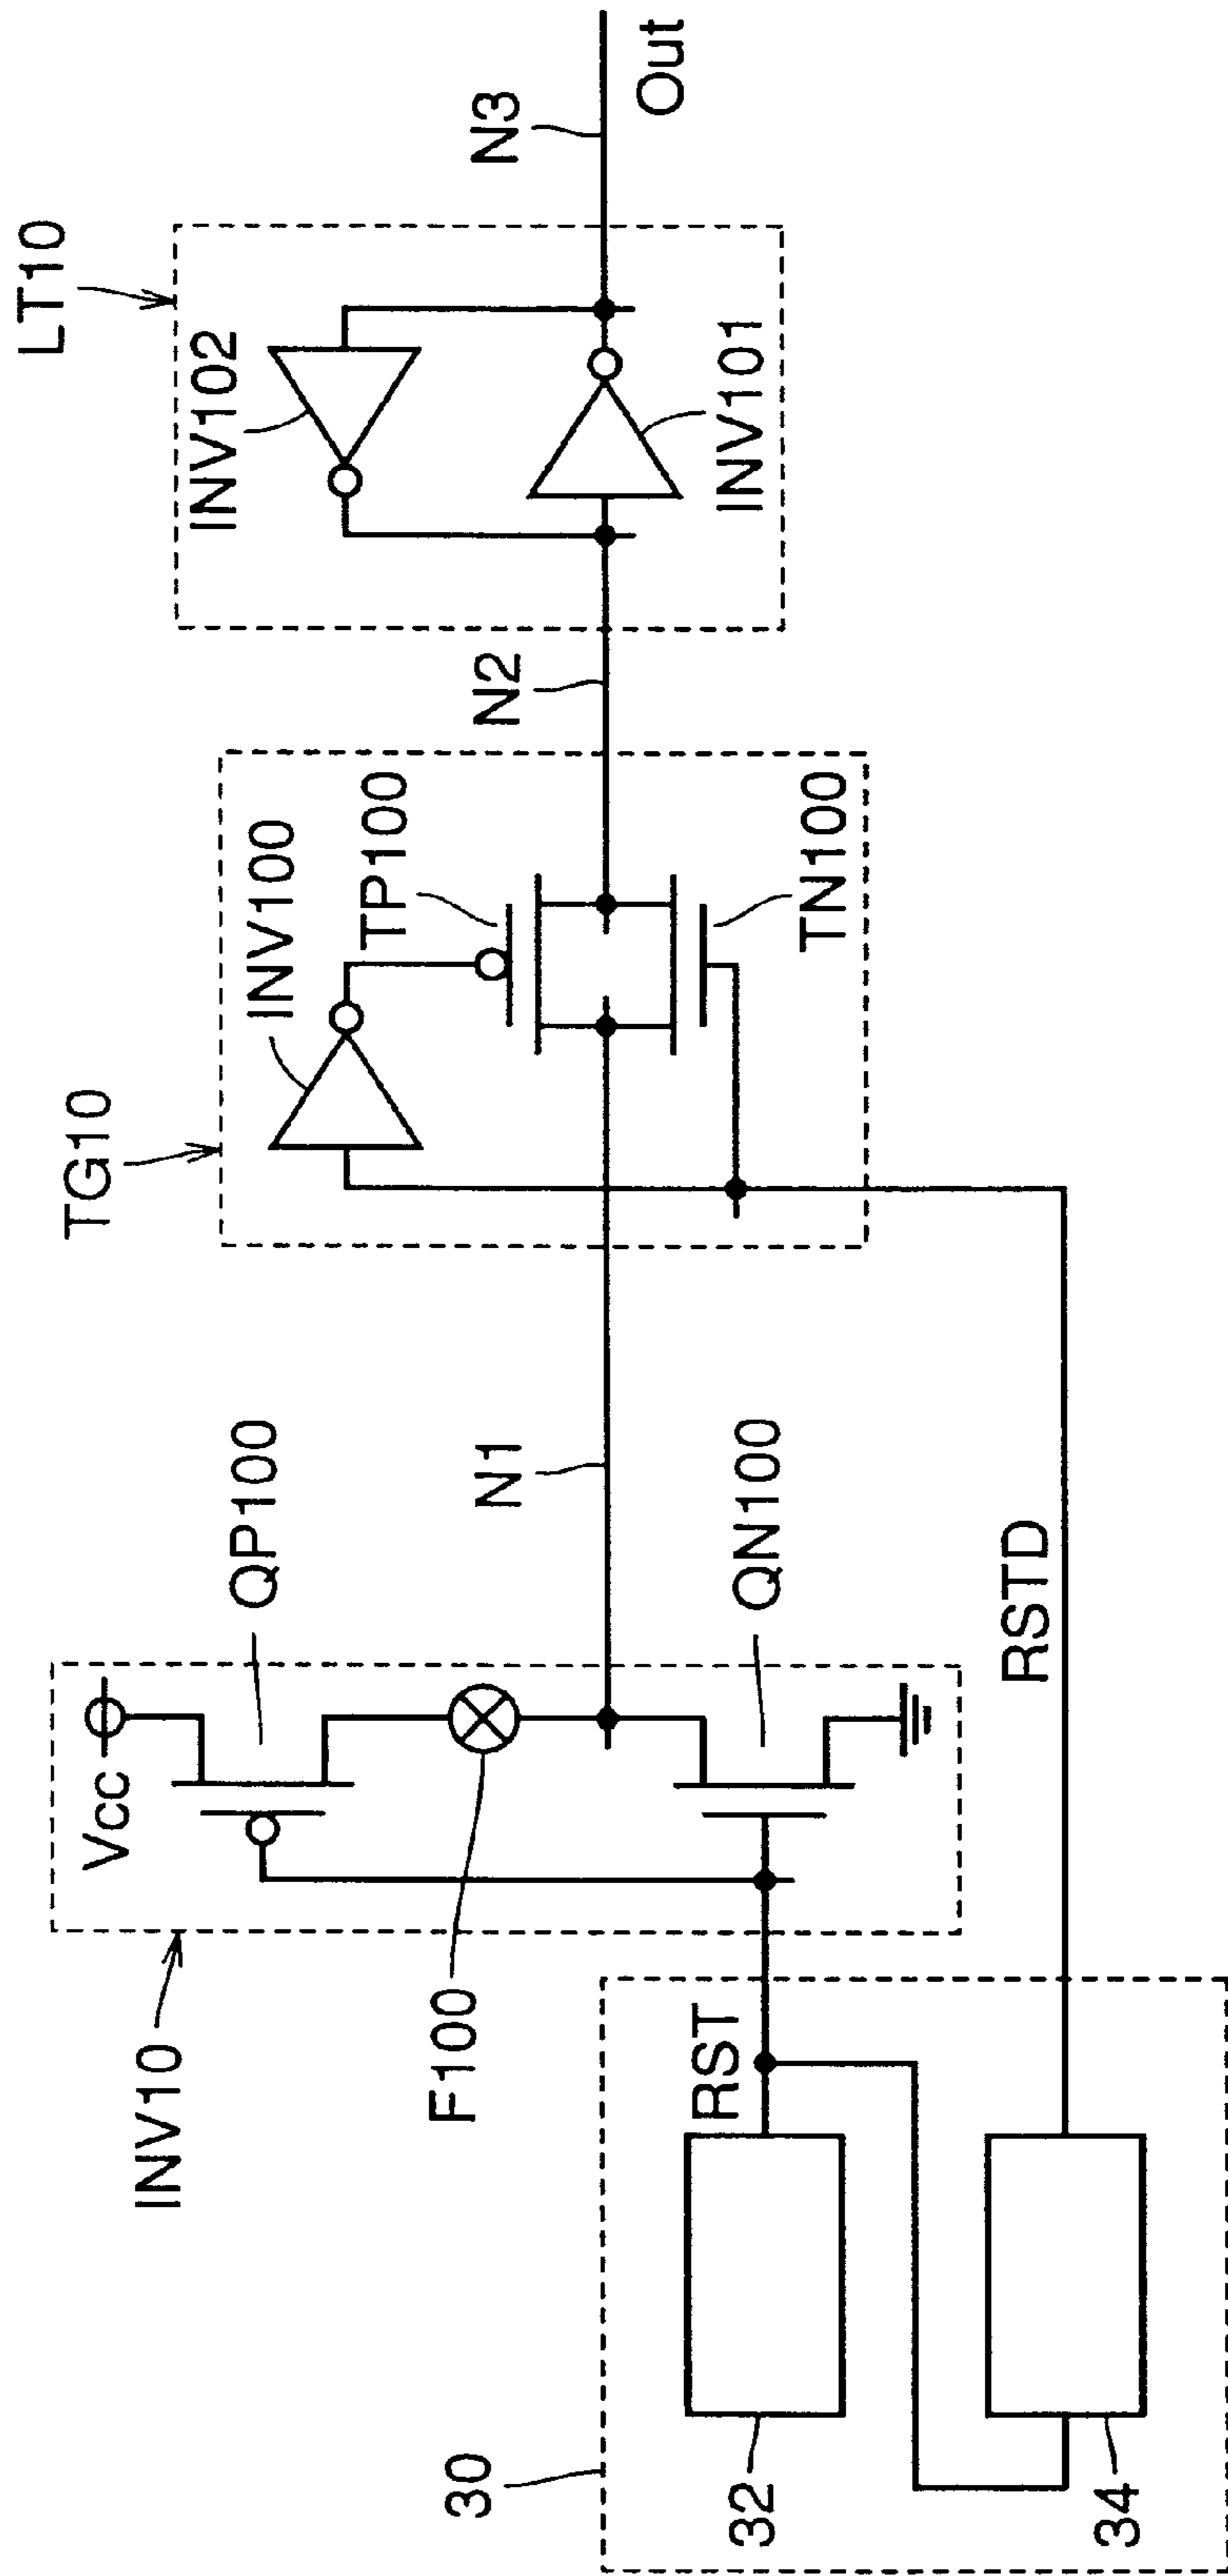 INV10
Vcc
QP100
F100
N1
QN100
30
32
RST
34
RSTD
TG10
INV100
TP100
TN100
N2
LT10
INV102
INV101
N3
Out